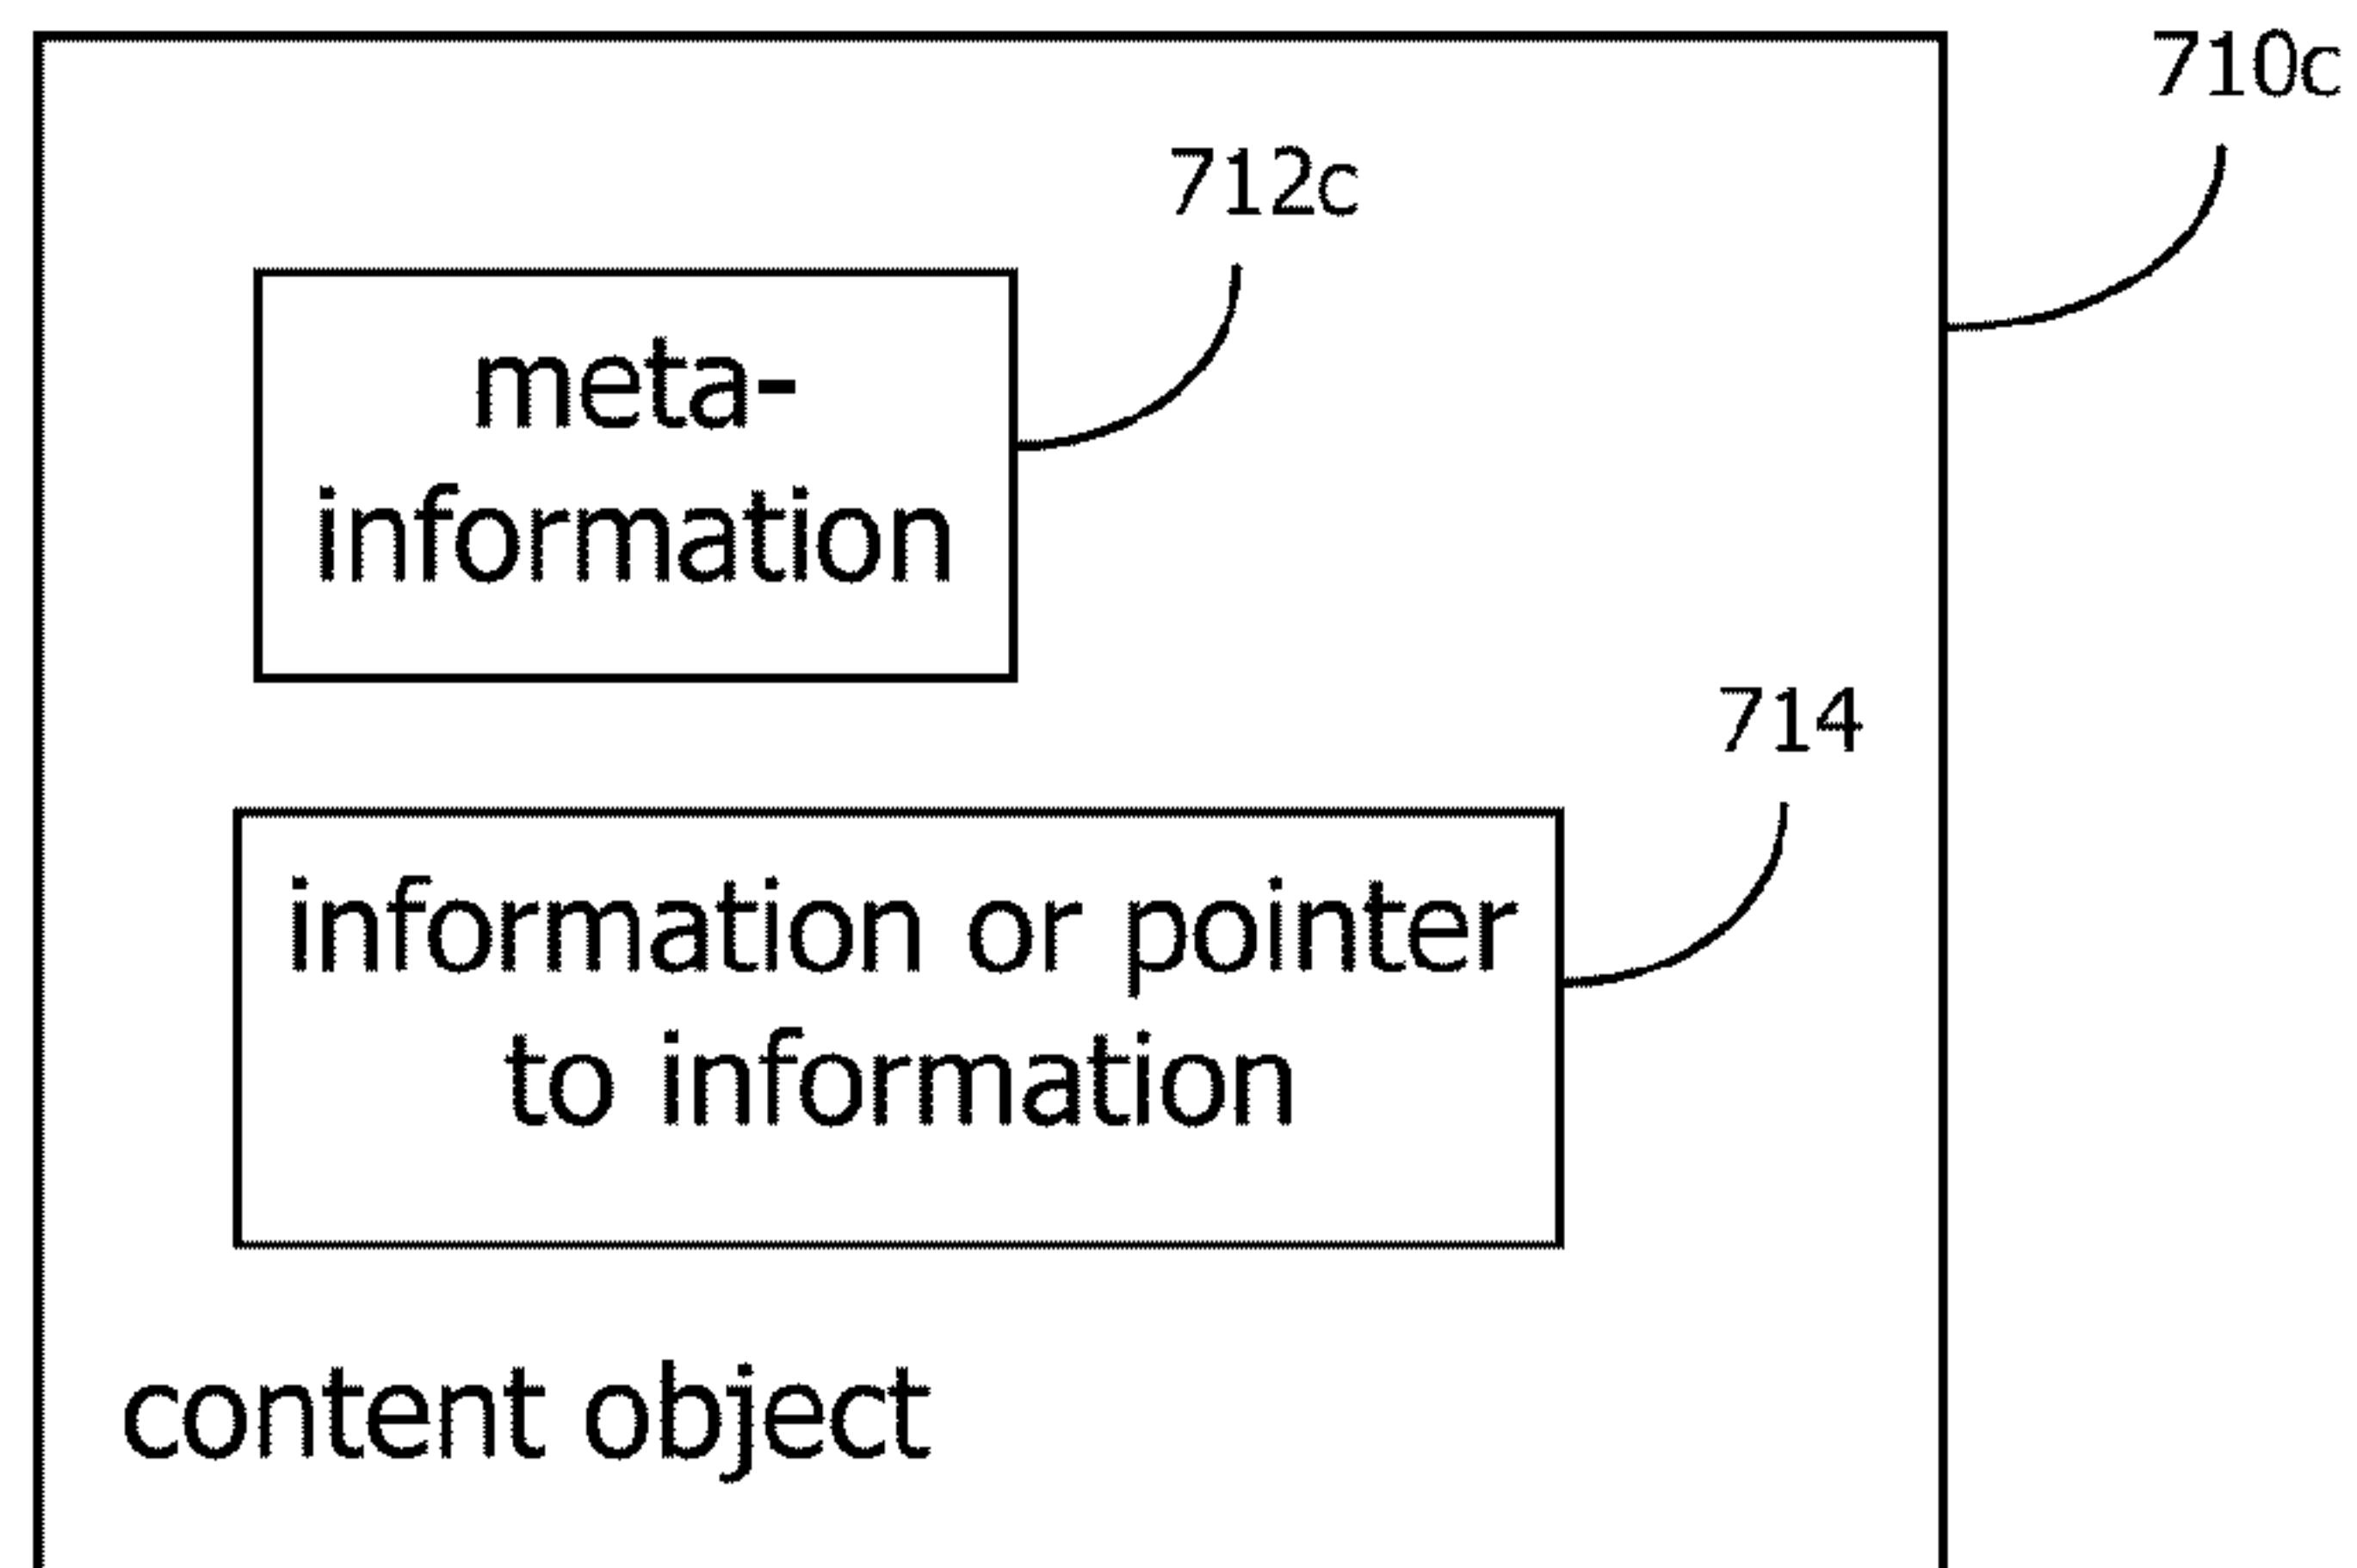 710c
712c
meta-
information
714
information or pointer
to information
content object